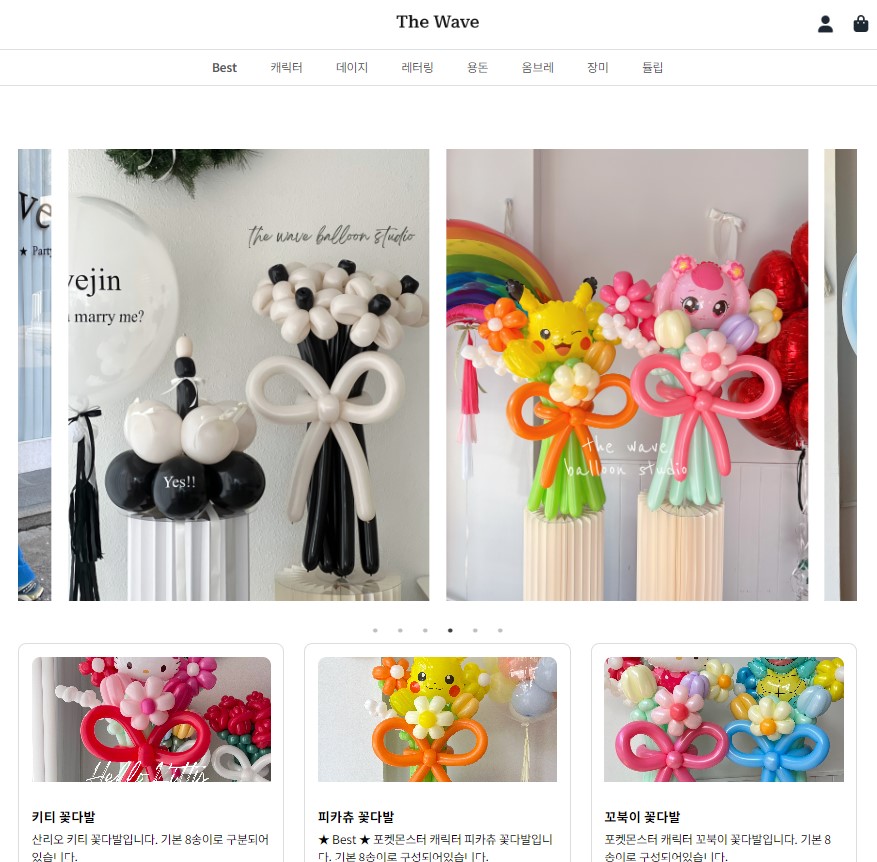 The Wave
Best 캐릭터 데이지 레터링 용돈 옴브레 장미 튤립
★ Party
vejin
marry me?
Yes!!
the wave balloon studio
the wave
balloon studio
Hello Kitty
키티 꽃다발
산리오 키티 꽃다발입니다. 기본 8송이로 구분되어
있습니다.
피카츄 꽃다발
★ Best ★ 포켓몬스터 캐릭터 피카츄 꽃다발입니
다. 기본 8송이로 구성되어있습니다.
꼬북이 꽃다발
포켓몬스터 캐릭터 꼬북이 꽃다발입니다. 기본 8
송이로 구성되어있습니다.